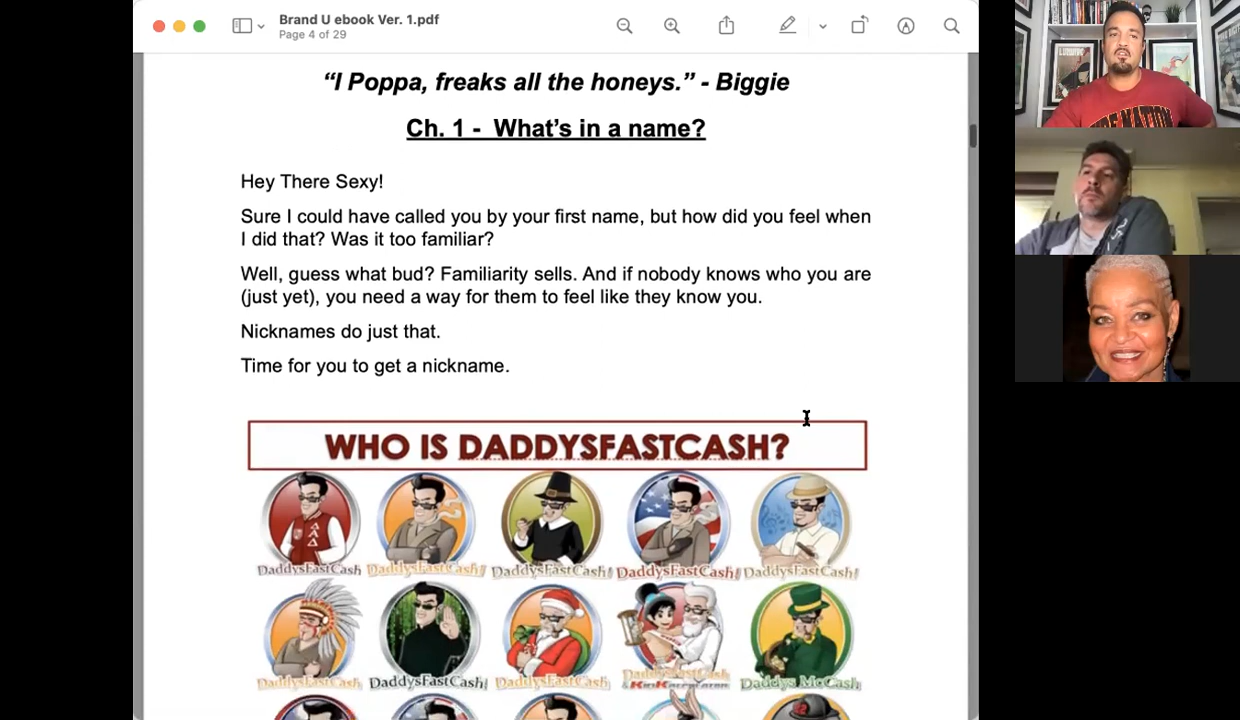 Brand U ebook Ver. 1.pdf
Page 4 of 29
“I Poppa, freaks all the honeys.” - Biggie
Ch. 1 - What’s in a name?
Hey There Sexy!
Sure I could have called you by your first name, but how did you feel when
I did that? Was it too familiar?
Well, guess what bud? Familiarity sells. And if nobody knows who you are
(just yet), you need a way for them to feel like they know you.
Nicknames do just that.
Time for you to get a nickname.
WHO IS DADDYSFASTCASH?
DaddysFastCash DaddysFastCash! DaddysFastCash! DaddysFastCash! DaddysFastCash!
DaddysFastCash DaddysFastCash! DaddysFastCash DaddysFastCash Daddys McCash